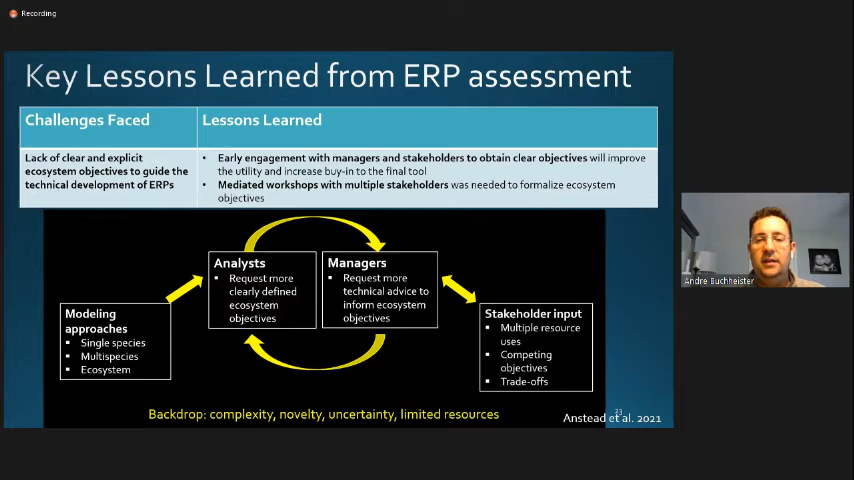 Recording
Key Lessons Learned from ERP assessment
Challenges Faced
Lessons Learned
Lack of clear and explicit
ecosystem objectives to guide the
technical development of ERPs
• Early engagement with managers and stakeholders to obtain clear objectives will improve
the utility and increase buy-in to the final tool
• Mediated workshops with multiple stakeholders was needed to formalize ecosystem
objectives
Analysts
▪ Request more
clearly defined
ecosystem
objectives
Managers
▪ Request more
technical advice to
inform ecosystem
objectives
Modeling
approaches
▪ Single species
▪ Multispecies
▪ Ecosystem
Stakeholder input
▪ Multiple resource
uses
▪ Competing
objectives
▪ Trade-offs
Backdrop: complexity, novelty, uncertainty, limited resources
23
Anstead et al. 2021
Andre Buchheister